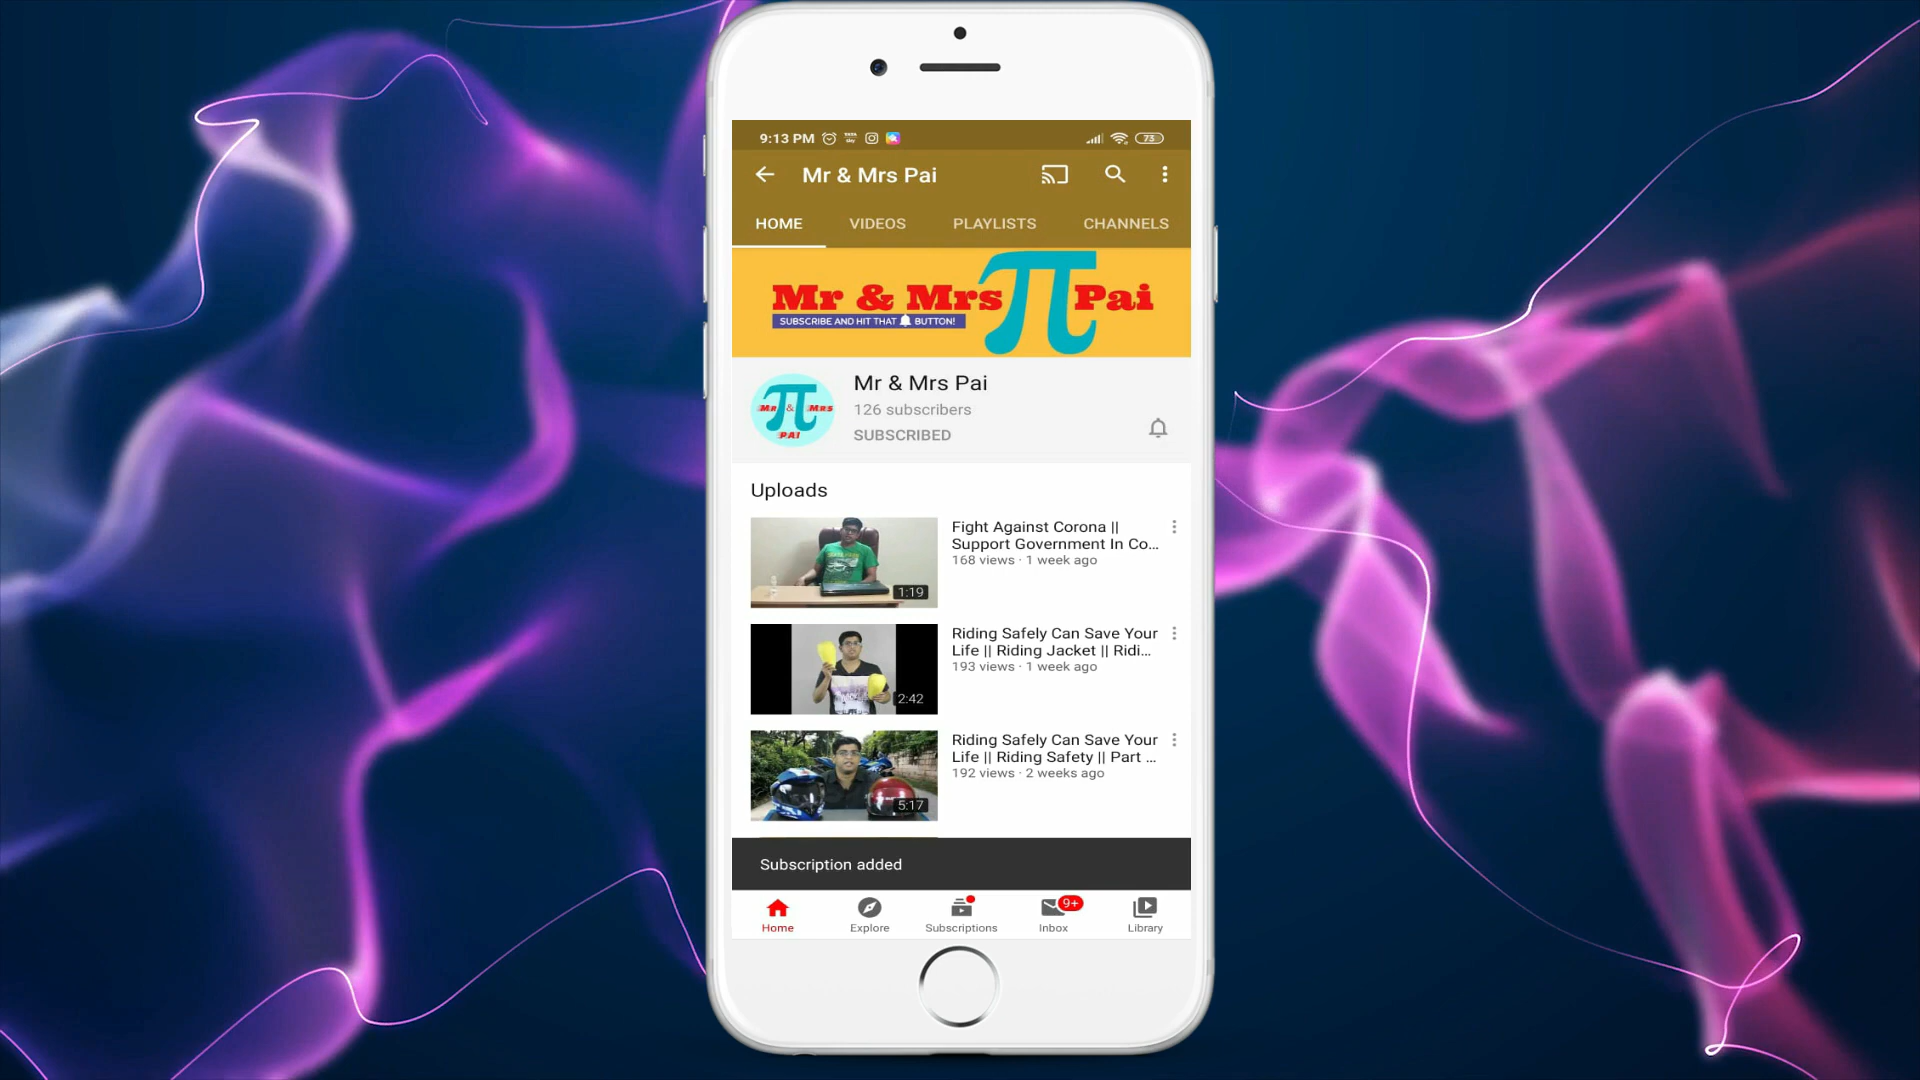 9:13 PM
73
Mr & Mrs Pai
HOME VIDEOS PLAYLISTS CHANNELS
Mr & Mrs π Pai
SUBSCRIBE AND HIT THAT BUTTON!
Mr & Mrs Pai
126 subscribers
SUBSCRIBED
MR π & MRS
PAI
Uploads
Fight Against Corona ||
Support Government In Co...
168 views · 1 week ago
1:19
Riding Safely Can Save Your
Life || Riding Jacket || Ridi...
193 views · 1 week ago
2:42
Riding Safely Can Save Your
Life || Riding Safety || Part ...
192 views · 2 weeks ago
5:17
Subscription added
9+
Home Explore Subscriptions Inbox Library